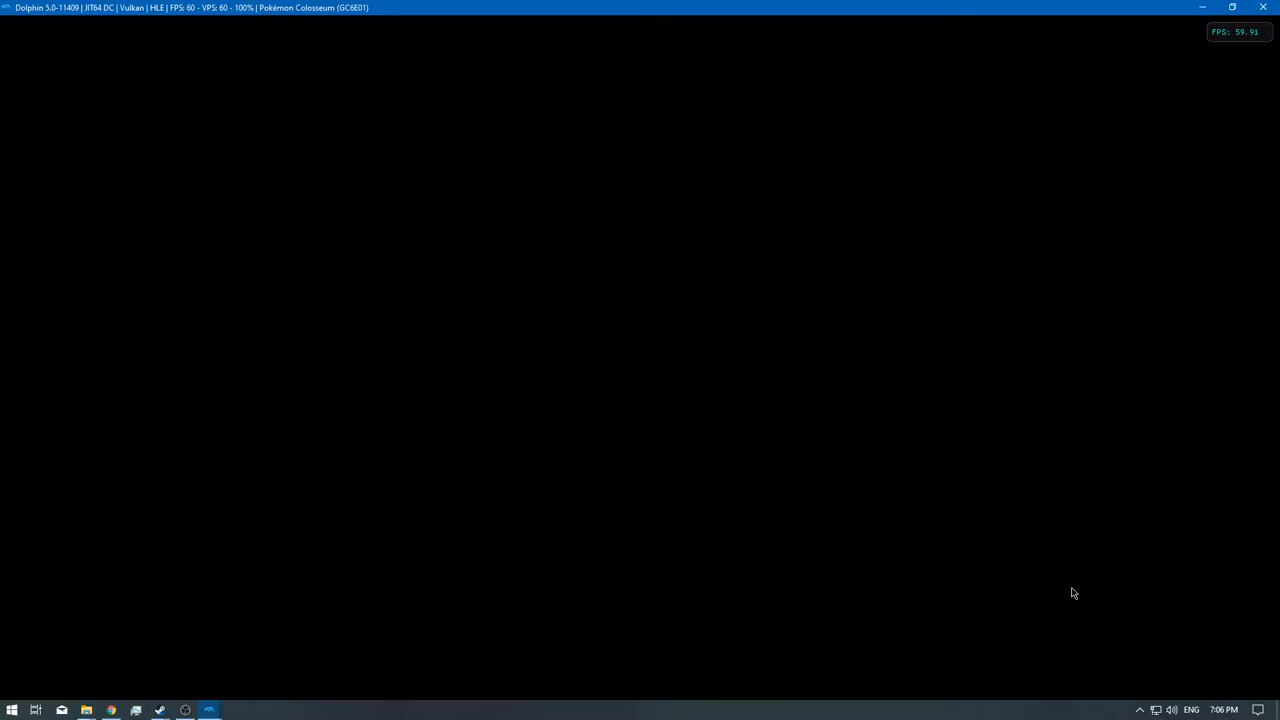 Dolphin 5.0-11409 | JIT64 DC | Vulkan | HLE | FPS: 60 - VPS: 60 - 100% | Pokémon Colosseum (GC6E01)
FPS: 59.91
ENG
7:06 PM